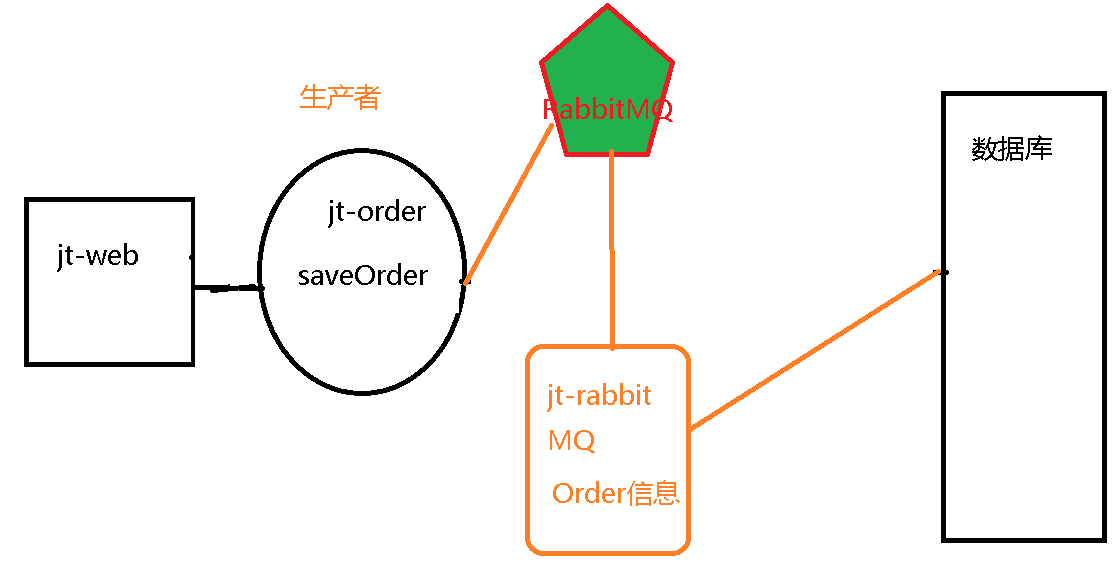 生产者
RabbitMQ
jt-web
jt-order
saveOrder
数据库
jt-rabbit
MQ
Order信息